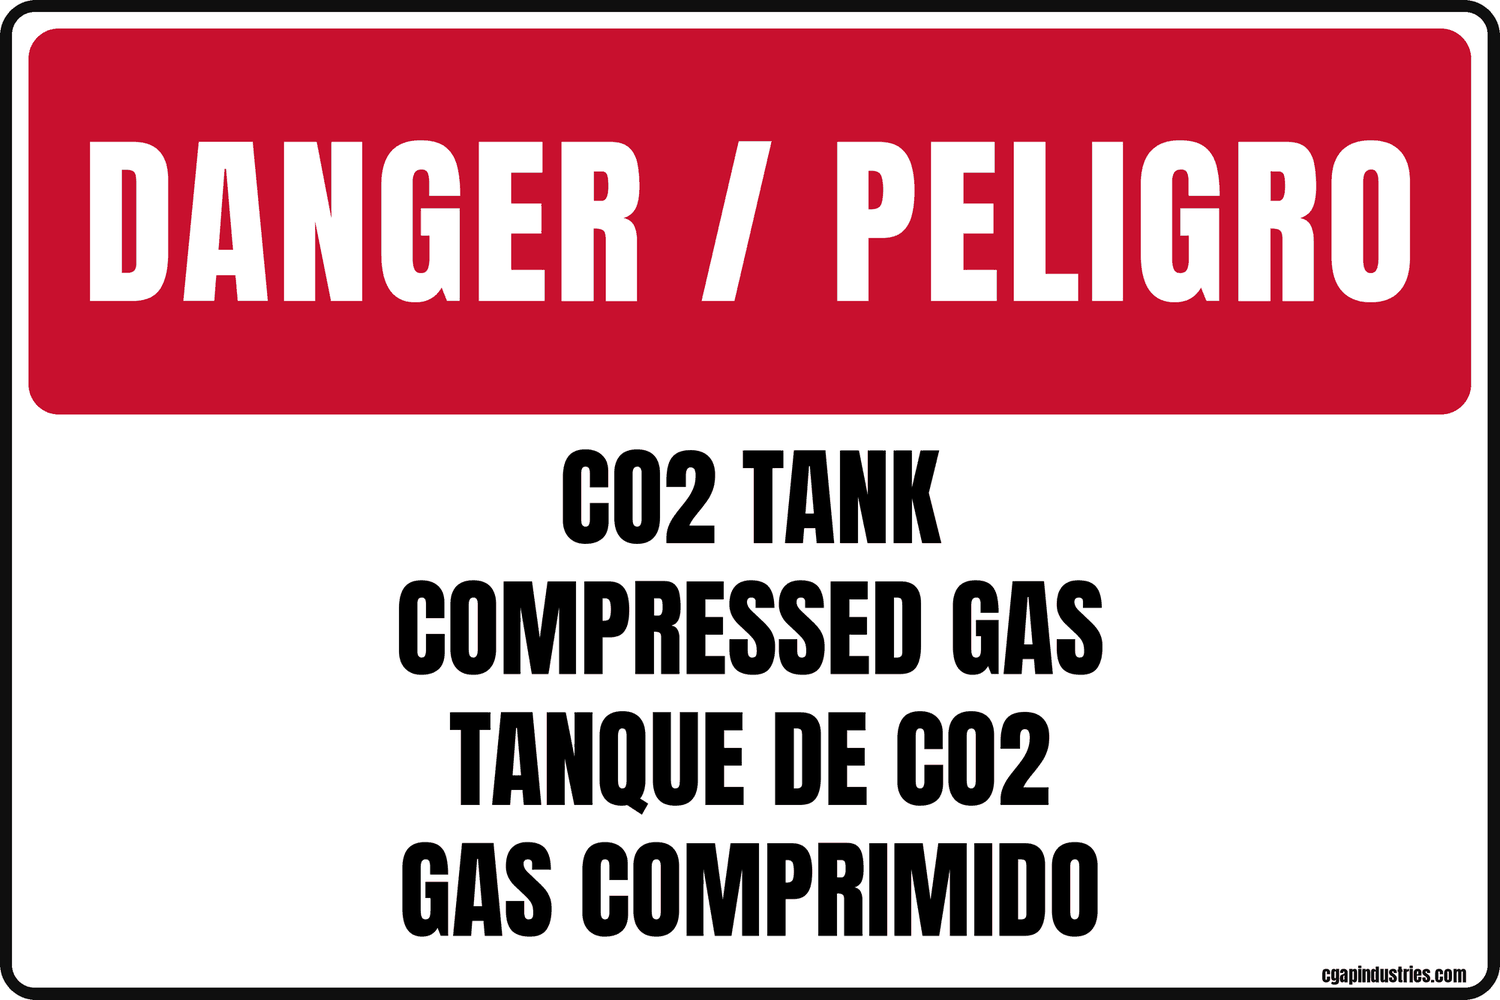 DANGER / PELIGRO
CO2 TANK
COMPRESSED GAS
TANQUE DE CO2
GAS COMPRIMIDO
cgapindustries.com